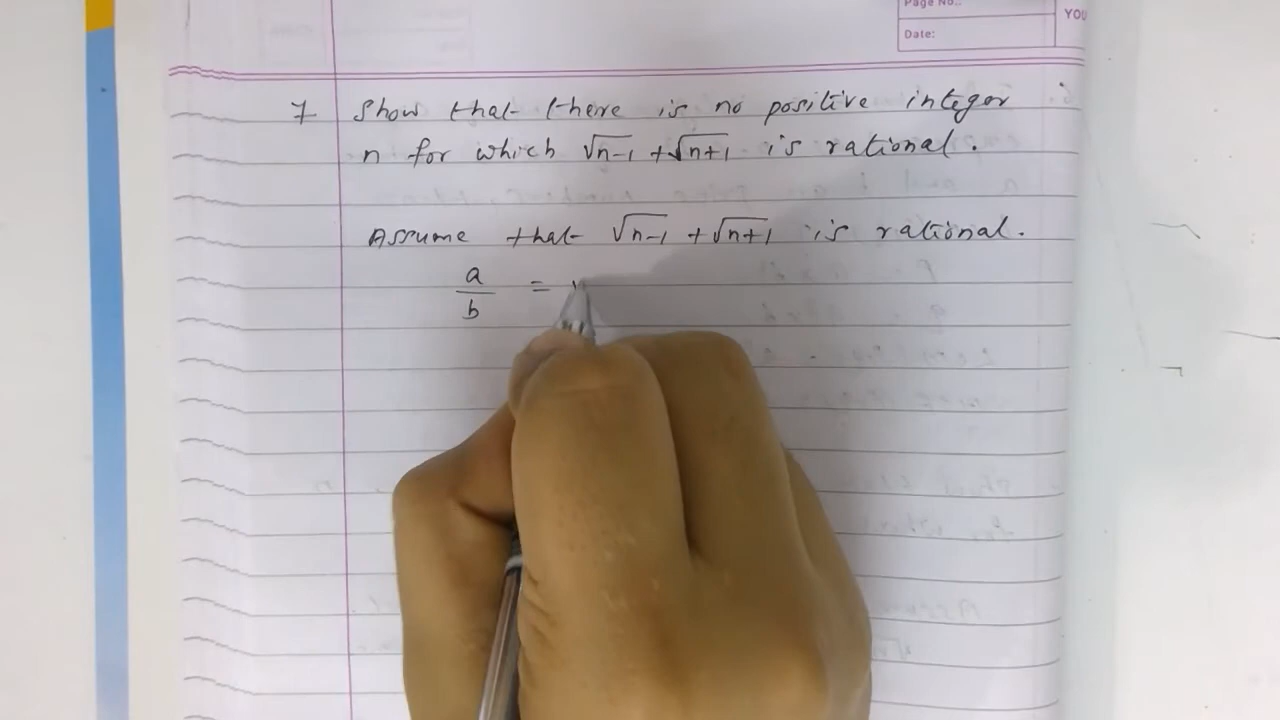 Page No.:
YOU
Date:
7 Show that there is no positive integer
n for which √n-1 + √n+1 is rational.
Assume that √n-1 + √n+1 is rational.
a/b =